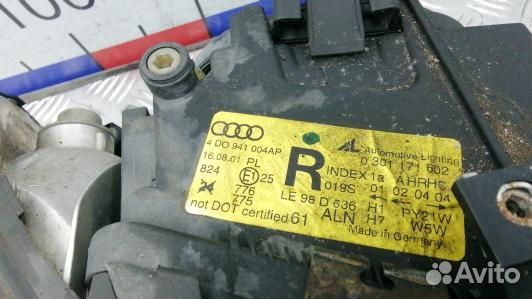 100
4 D0 941 004AP
Automotive Lighting
0 301 171 602
16.08.01 PL
R
INDEX 1a AHRHC
824
E1 25
019S 01 02 04 04
776
LE 98 D 636 H1 PY21W
775
ALN H7 W5W
not DOT certified 61
Made in Germany
Avito